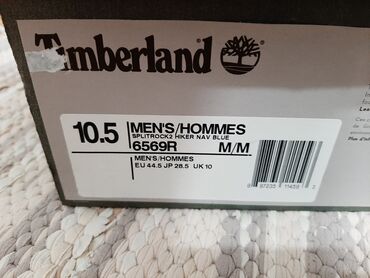 Timberland
10.5
MEN'S/HOMMES
SPLITROCK2 HIKER NAV BLUE
6569R M/M
MEN'S/HOMMES
EU 44.5 JP 28.5 UK 10